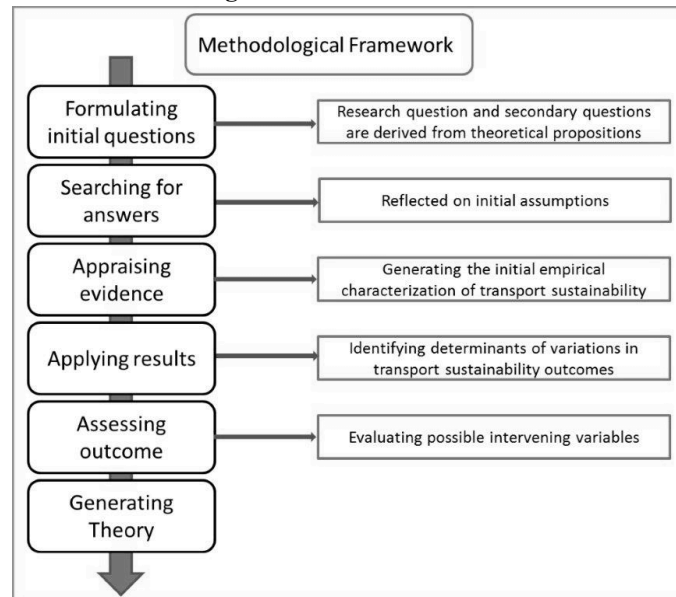 Methodological Framework
Formulating
initial questions
Research question and secondary questions
are derived from theoretical propositions
Searching for
answers
Reflected on initial assumptions
Appraising
evidence
Generating the initial empirical
characterization of transport sustainability
Applying results
Identifying determinants of variations in
transport sustainability outcomes
Assessing
outcome
Evaluating possible intervening variables
Generating
Theory